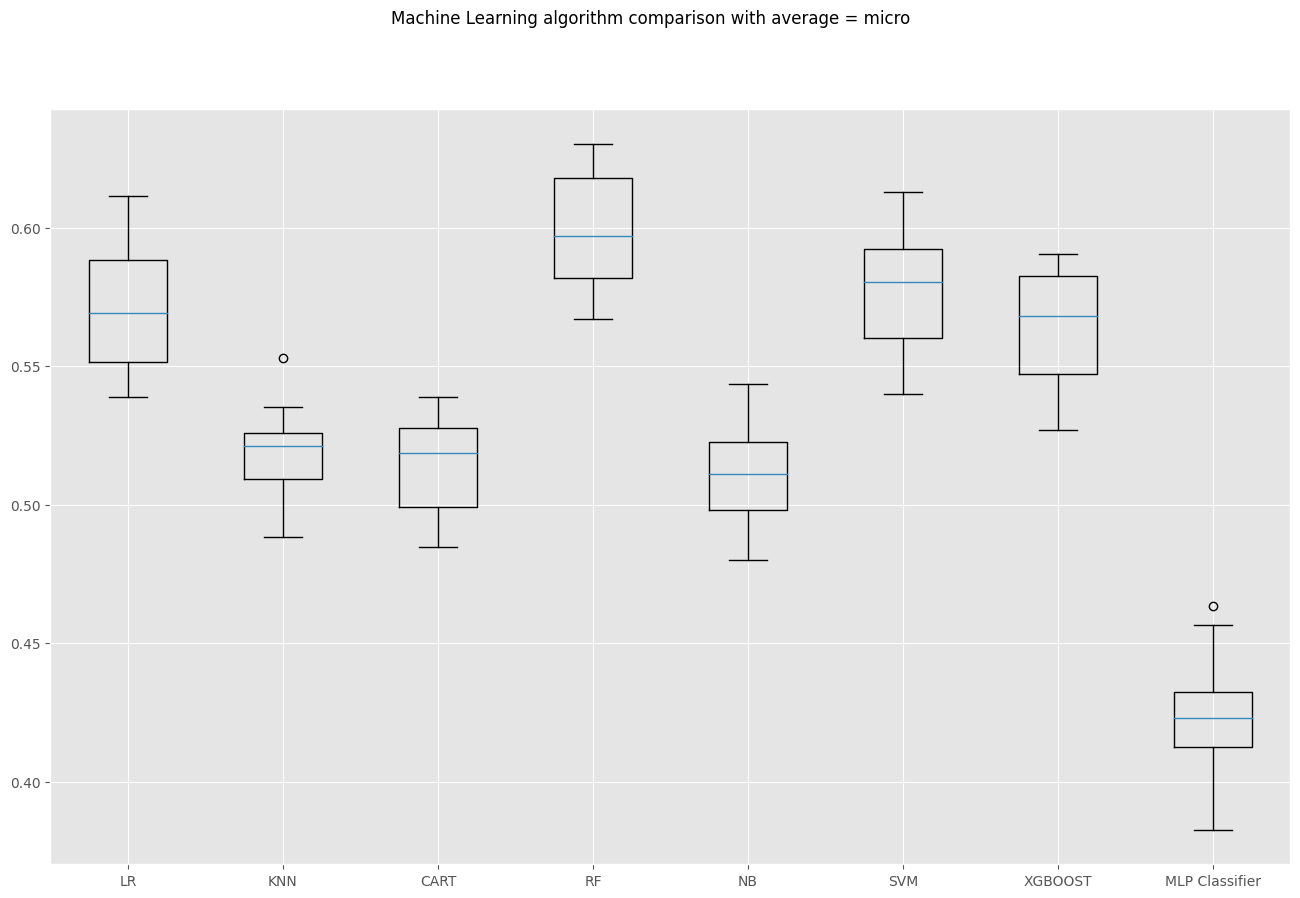 Machine Learning algorithm comparison with average = micro
0.60
0.55
0.50
0.45
0.40
LR KNN CART RF NB SVM XGBOOST MLP Classifier